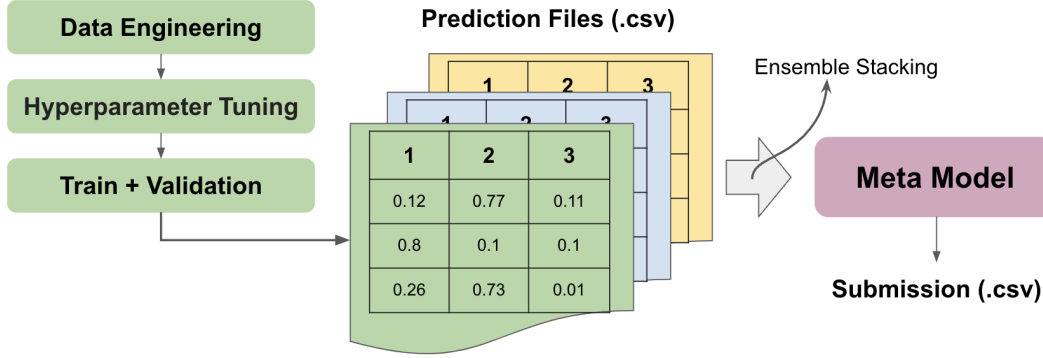 Prediction Files (.csv)
Data Engineering
Hyperparameter Tuning
Train + Validation
1 2 3
1 2 3
1 2 3
0.12 0.77 0.11
0.8 0.1 0.1
0.26 0.73 0.01
Ensemble Stacking
Meta Model
Submission (.csv)